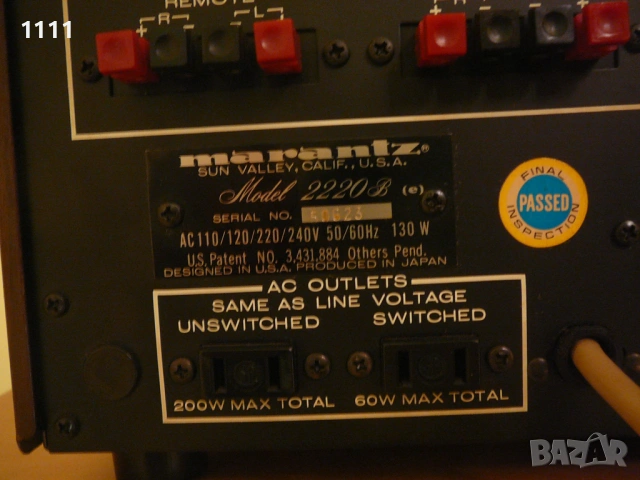 1111
REMOTE
+ R - - L +
+ R - - +
marantz®
SUN VALLEY, CALIF., U.S.A.
Model 2220B (e)
SERIAL NO.
AC110/120/220/240V 50/60Hz 130 W
U.S. Patent NO. 3,431,884 Others Pend.
DESIGNED IN U.S.A. PRODUCED IN JAPAN
FINAL
PASSED
INSPECTION
AC OUTLETS
SAME AS LINE VOLTAGE
UNSWITCHED SWITCHED
200W MAX TOTAL 60W MAX TOTAL
BAZAR.bg